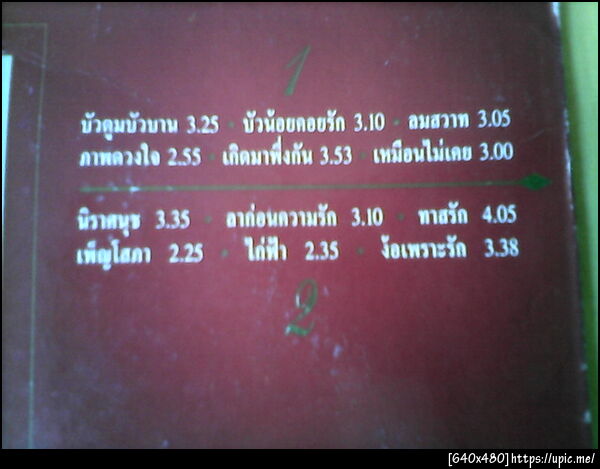 1
บัวตูมบัวบาน 3.25 • บัวน้อยคอยรัก 3.10 • ลมสวาท 3.05
ภาพดวงใจ 2.55 • เกิดมาพึ่งกัน 3.53 • เหมือนไม่เคย 3.00
นิราศนุช 3.35 • ลาก่อนความรัก 3.10 • ทาสรัก 4.05
เพ็ญโสภา 2.25 • ไก่ฟ้า 2.35 • ง้อเพราะรัก 3.38
2
[640x480]https://upic.me/